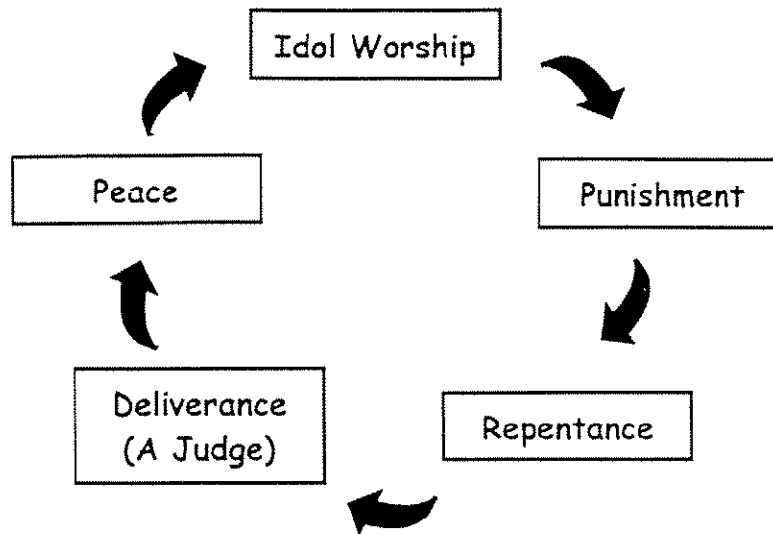 Idol Worship
Punishment
Repentance
Deliverance
(A Judge)
Peace